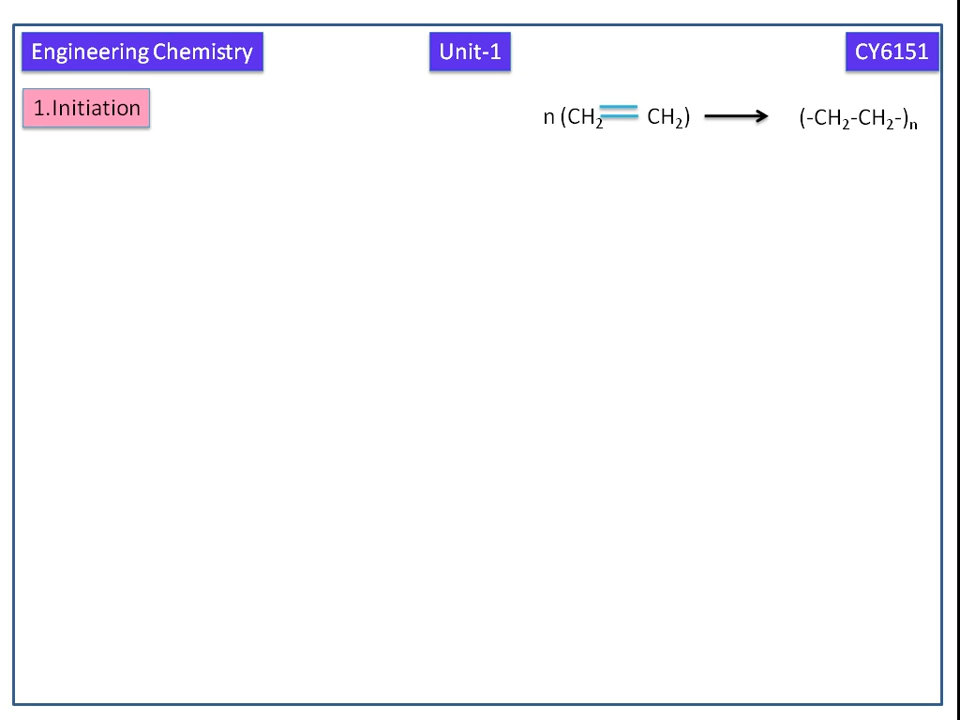 Engineering Chemistry Unit-1 CY6151
1.Initiation
n (CH₂ CH₂) (-CH₂-CH₂-)ₙ